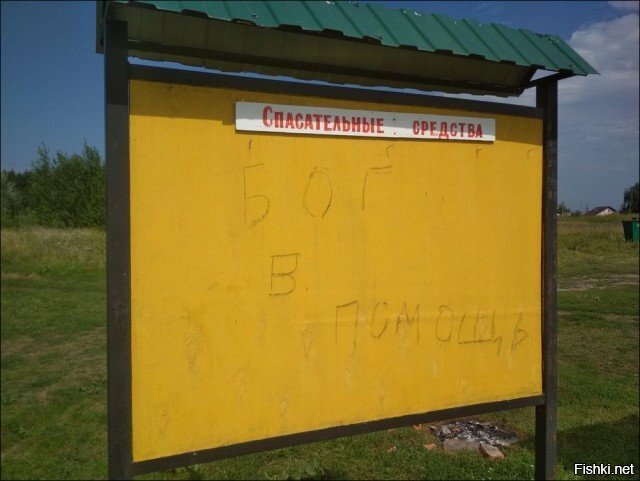 Спасательные средства
БОГ
В
ПОМОЩЬ
Fishki.net